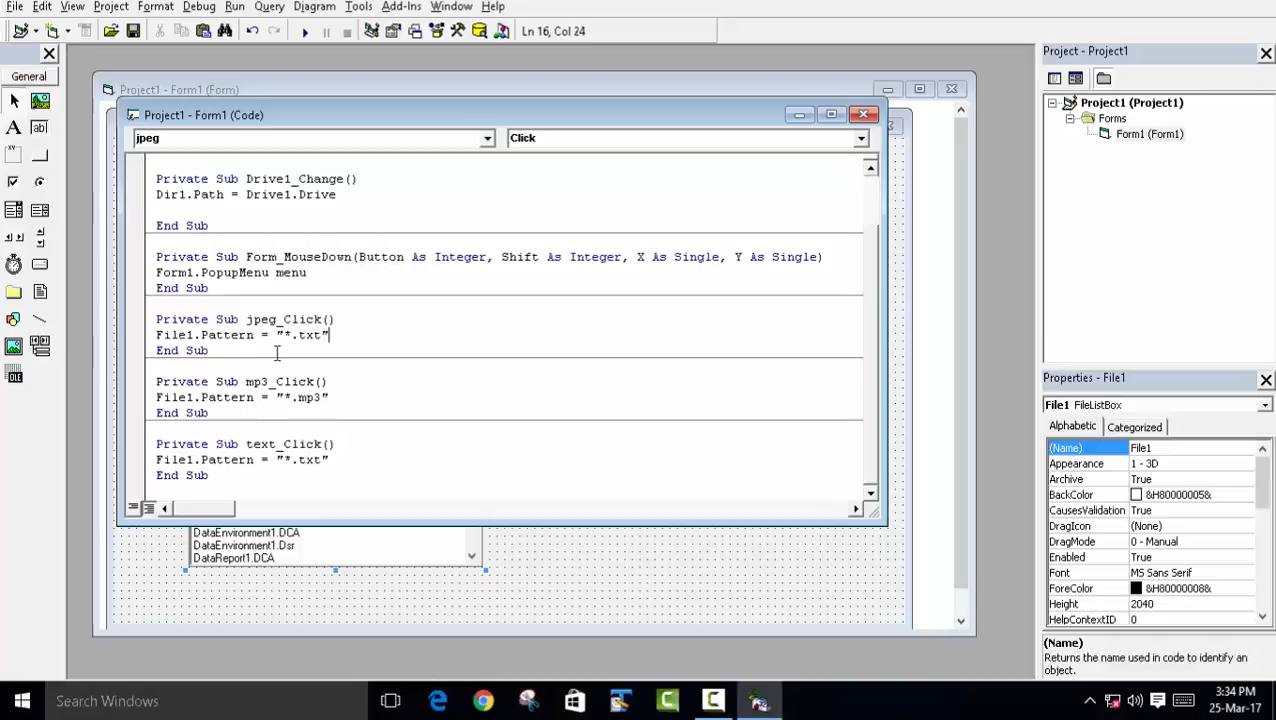 File Edit View Project Format Debug Run Query Diagram Tools Add-Ins Window Help
Ln 16, Col 24
General
Project1 - Form1 (Form)
Project1 - Form1 (Code)
jpeg Click
Private Sub Drive1_Change()
Dir1.Path = Drive1.Drive
End Sub
Private Sub Form_MouseDown(Button As Integer, Shift As Integer, X As Single, Y As Single)
Form1.PopupMenu menu
End Sub
Private Sub jpeg_Click()
File1.Pattern = "*.txt"
End Sub
Private Sub mp3_Click()
File1.Pattern = "*.mp3"
End Sub
Private Sub text_Click()
File1.Pattern = "*.txt"
End Sub
DataEnvironment1.DCA
DataEnvironment1.Dsr
DataReport1.DCA
Project - Project1
Project1 (Project1)
Forms
Form1 (Form1)
Properties - File1
File1 FileListBox
Alphabetic Categorized
(Name) File1
Appearance 1 - 3D
Archive True
BackColor &H80000005&
CausesValidation True
DragIcon (None)
DragMode 0 - Manual
Enabled True
Font MS Sans Serif
ForeColor &H80000008&
Height 2040
HelpContextID 0
(Name)
Returns the name used in code to identify an
object.
Search Windows
3:34 PM
25-Mar-17